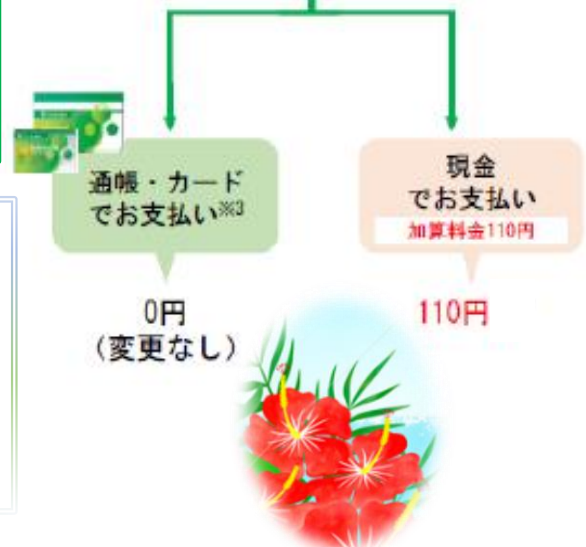 通帳・カード
でお支払い※3
0円
（変更なし）
現金
でお支払い
加算料金110円
110円